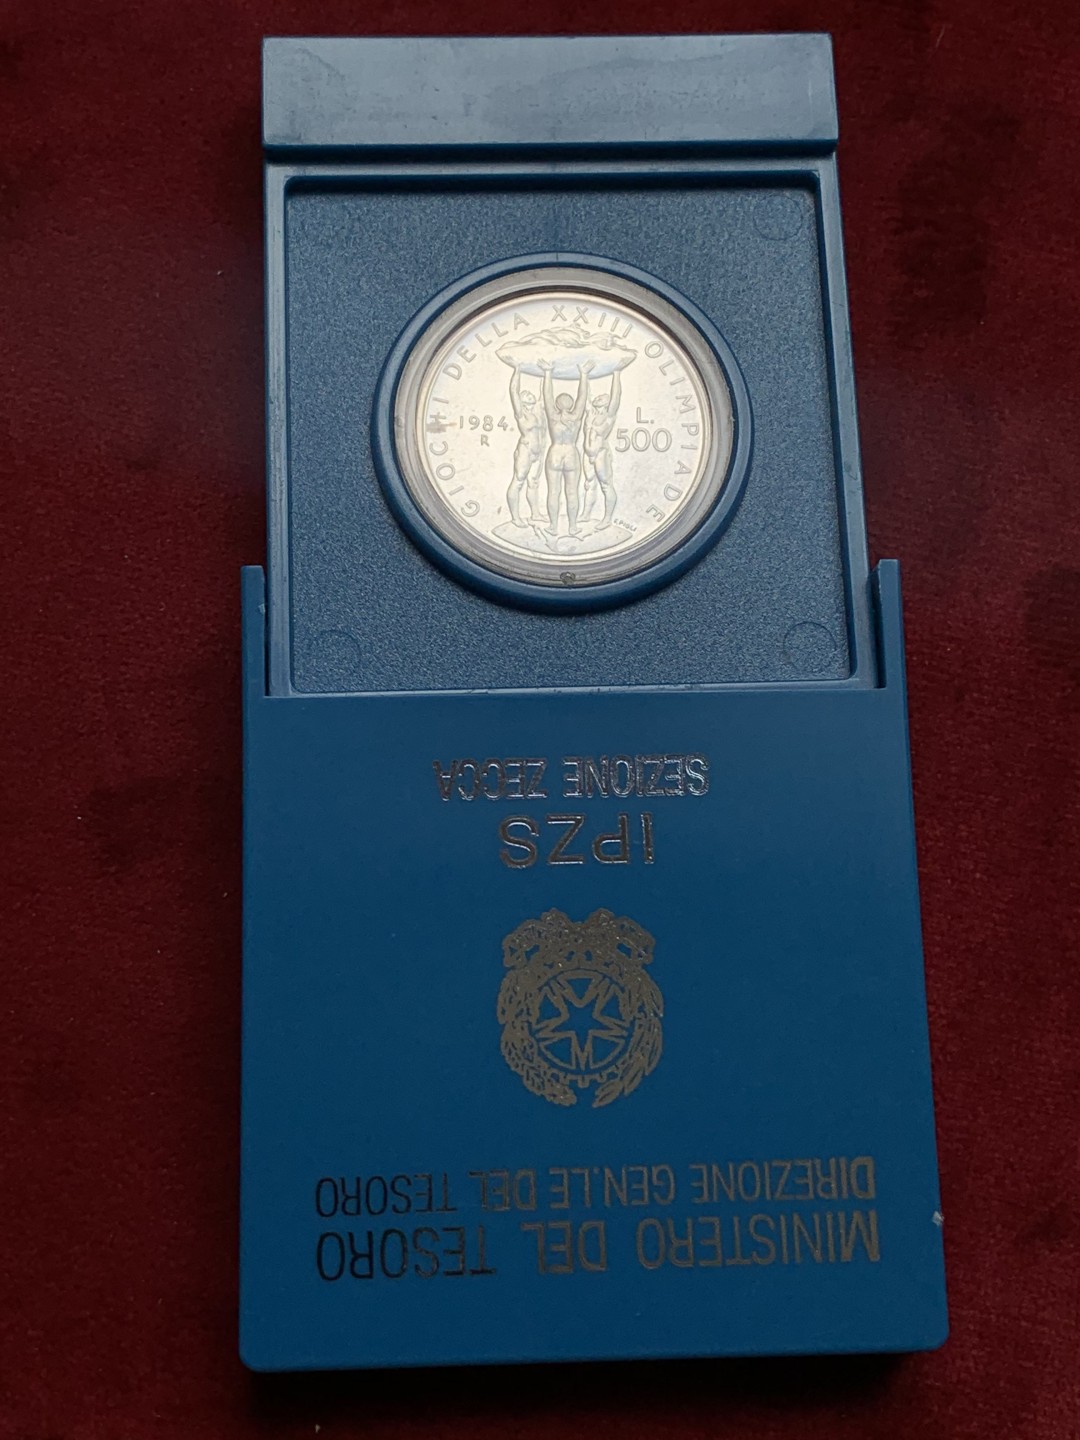 GIOCHI DELLA XXIII OLIMPIADE
1984.
R
L.
500
MINISTERO DEL TESORO
DIREZIONE GEN.LE DEL TESORO
M
IPZS
SEZIONE ZECCA